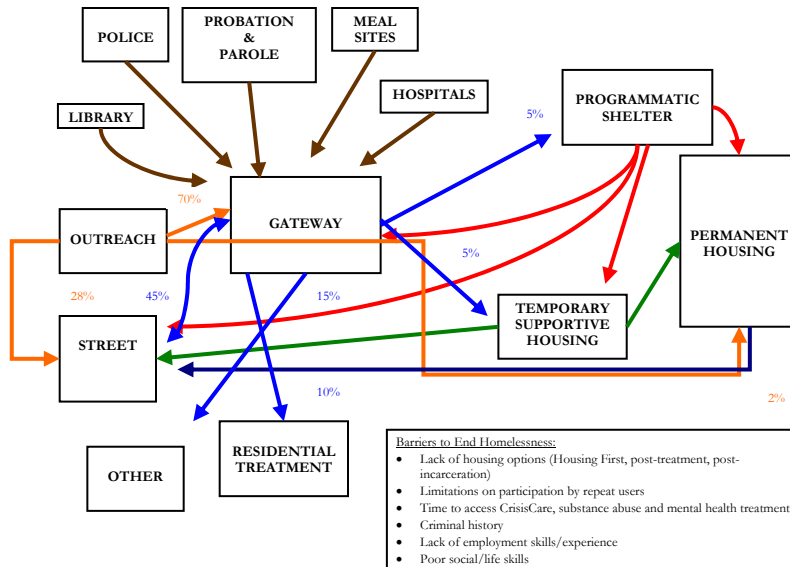 POLICE
PROBATION
&
PAROLE
MEAL
SITES
LIBRARY
HOSPITALS
5%
PROGRAMMATIC
SHELTER
70%
GATEWAY
OUTREACH
5%
PERMANENT
HOUSING
28%
45%
15%
STREET
TEMPORARY
SUPPORTIVE
HOUSING
10%
2%
OTHER
RESIDENTIAL
TREATMENT
Barriers to End Homelessness:
• Lack of housing options (Housing First, post-treatment, post-
incarceration)
• Limitations on participation by repeat users
• Time to access CrisisCare, substance abuse and mental health treatment
• Criminal history
• Lack of employment skills/experience
• Poor social/life skills